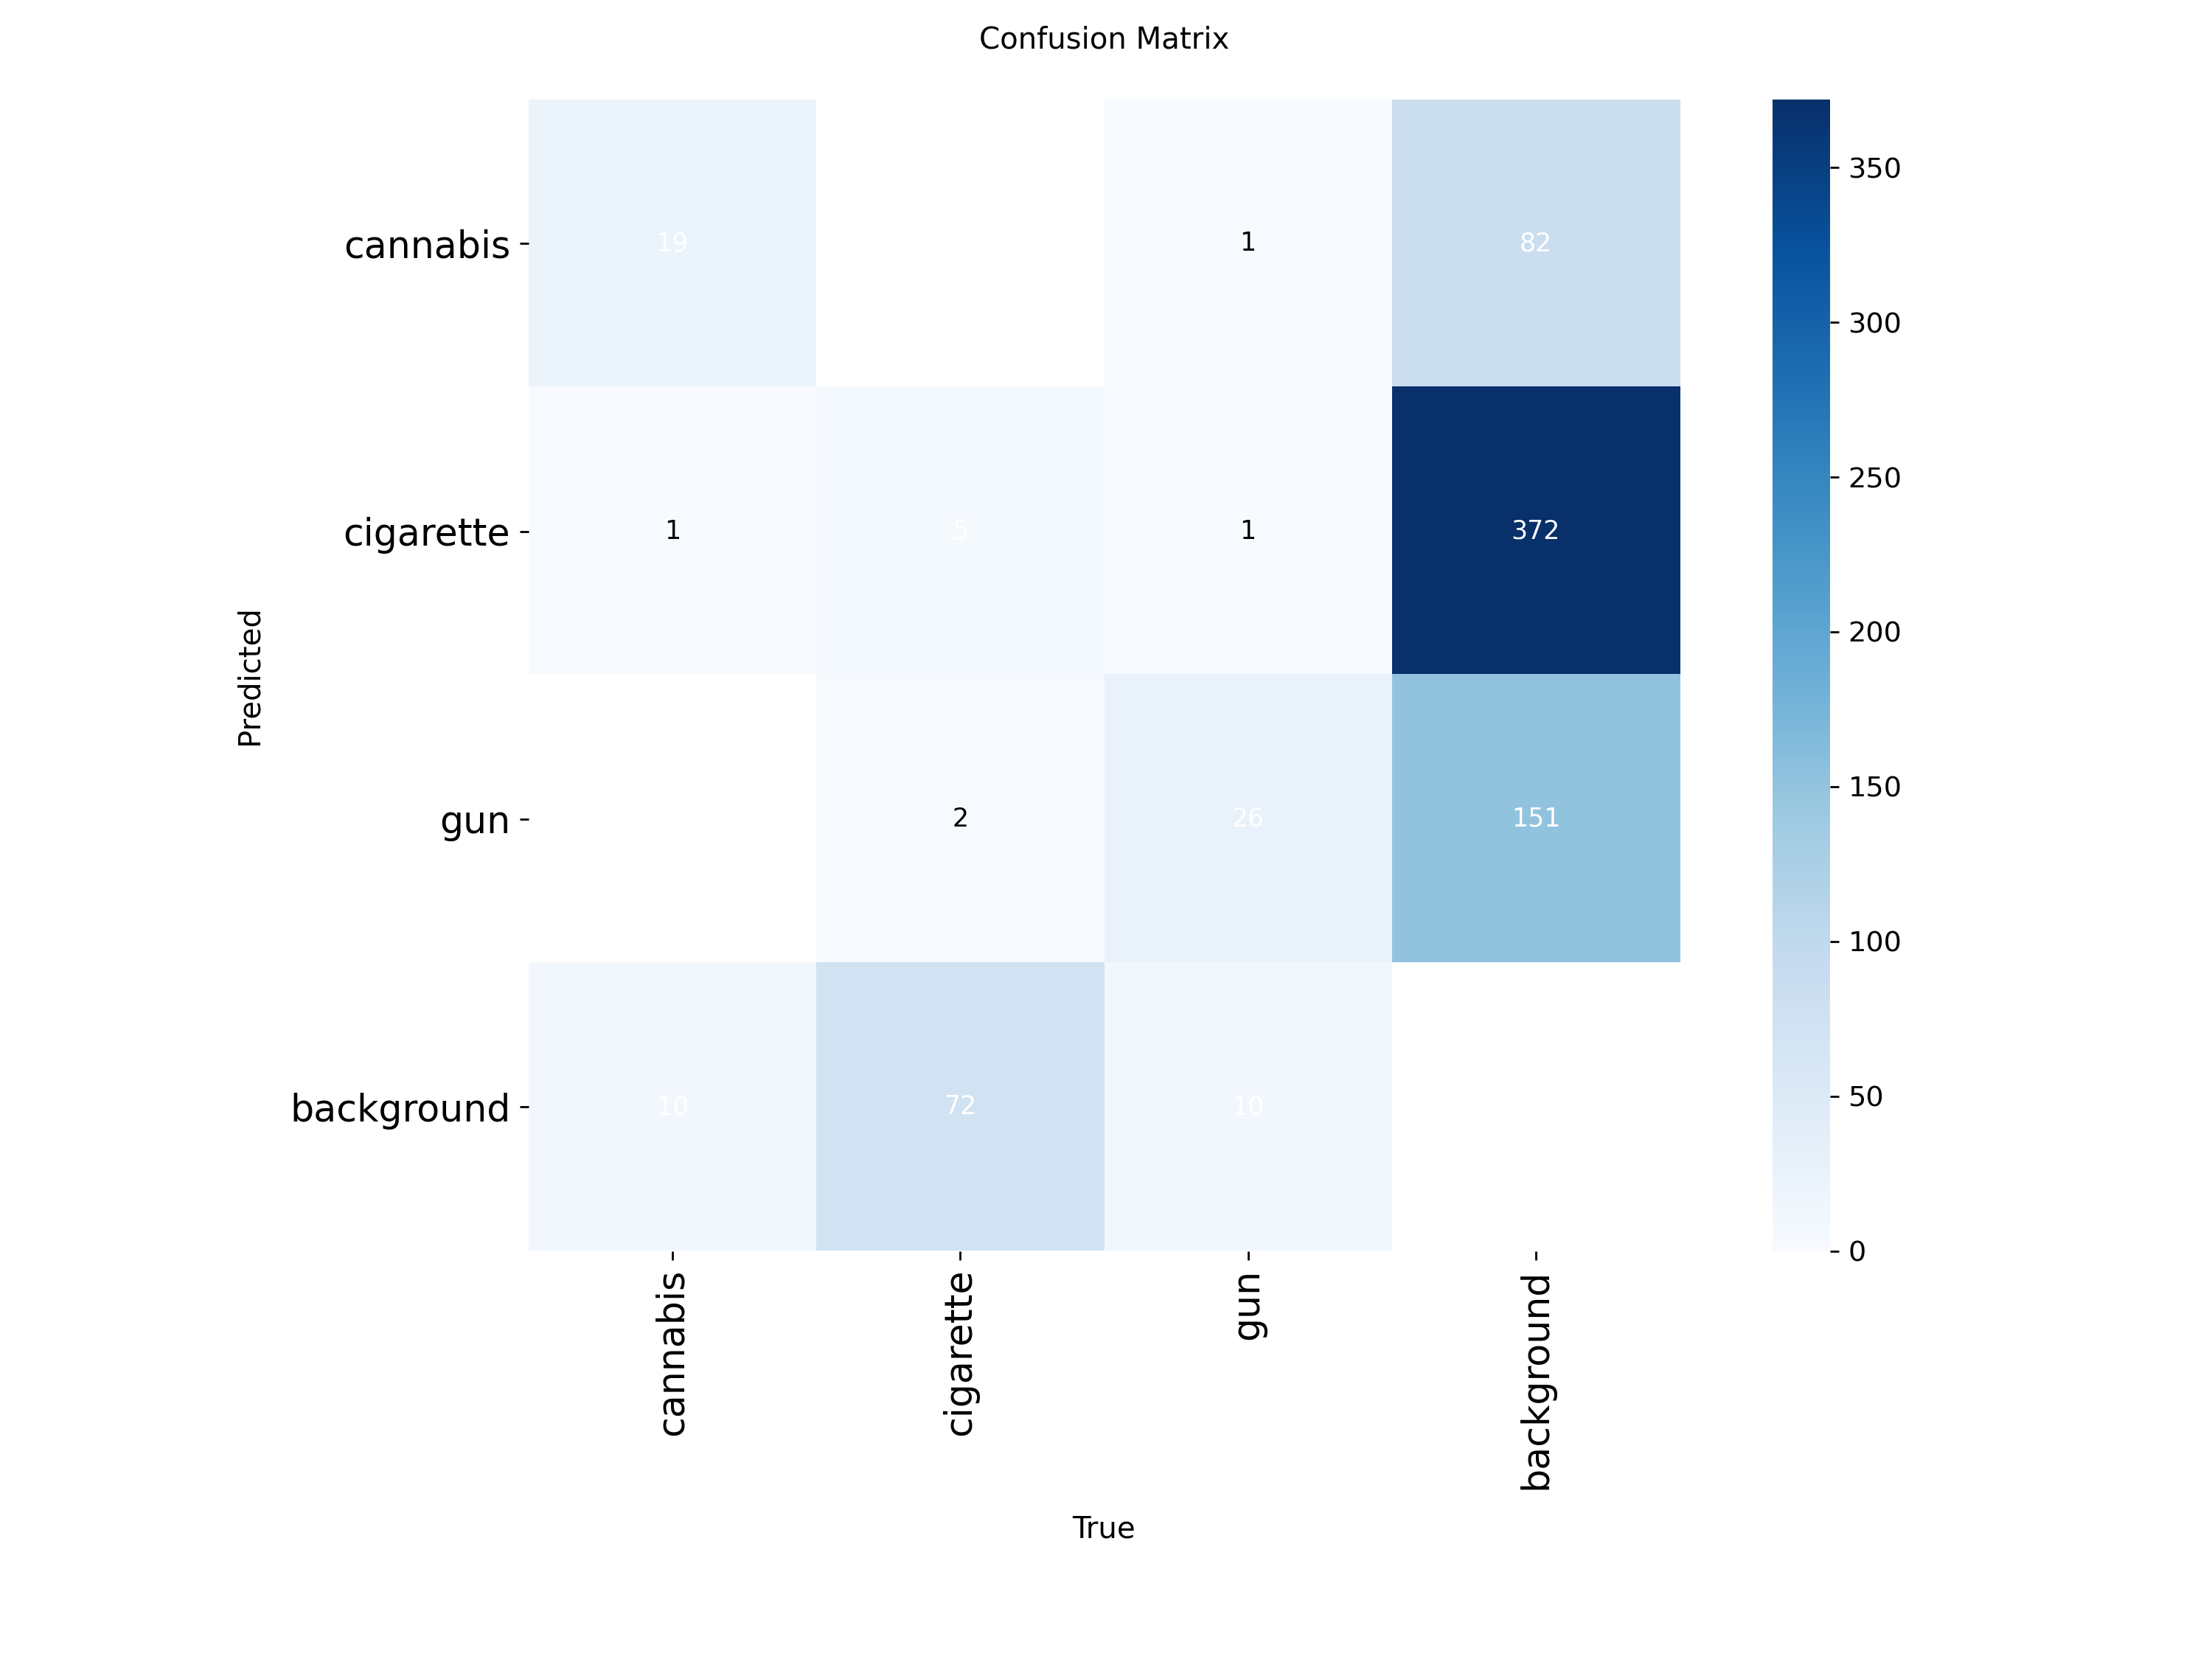 Confusion Matrix
cannabis
19
1
82
350
300
cigarette
1
5
1
372
250
200
Predicted
gun
2
26
151
150
100
background
10
72
10
50
0
cannabis
cigarette
gun
background
True